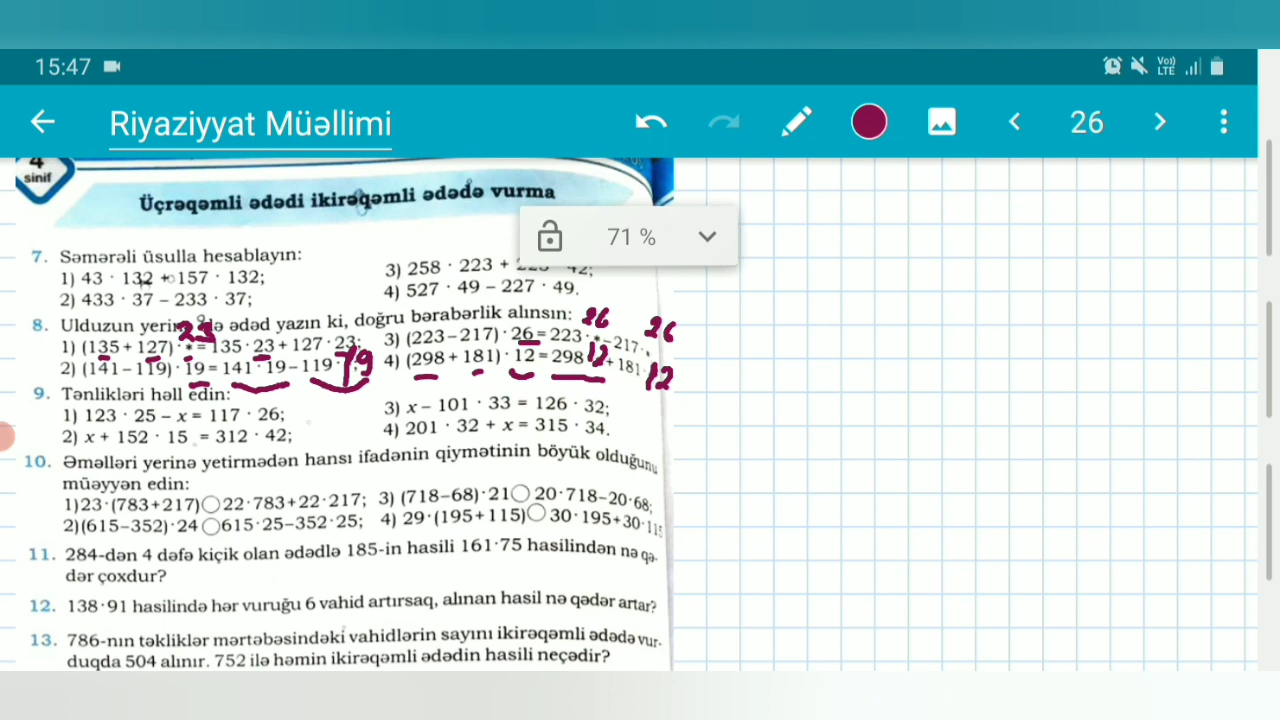 15:47
Vo)) LTE
Riyaziyyat Müəllimi
26
4
sinif
Üçrəqəmli ədədi ikirəqəmli ədədə vurma
71 %
7. Səmərəli üsulla hesablayın:
1) 43 · 132 + 157 · 132;
2) 433 · 37 – 233 · 37;
3) 258 · 223 + 42;
4) 527 · 49 – 227 · 49.
8. Ulduzun yerinə ədəd yazın ki, doğru bərabərlik alınsın:
23
26
26
1) (135 + 127) · * = 135 · 23 + 127 · 23;
2) (141 – 119) · 19 = 141 · 19 – 119 · 19
3) (223 – 217) · 26 = 223 · * – 217 ·
4) (298 + 181) · 12 = 298 12 + 181 · 12
9. Tənlikləri həll edin:
1) 123 · 25 – x = 117 · 26;
2) x + 152 · 15 = 312 · 42;
3) x – 101 · 33 = 126 · 32;
4) 201 · 32 + x = 315 · 34.
10. Əməlləri yerinə yetirmədən hansı ifadənin qiymətinin böyük olduğunu
müəyyən edin:
1) 23 · (783+217) ◯ 22 · 783+22 · 217;
2) (615–352) · 24 ◯ 615 · 25–352 · 25;
3) (718–68) · 21 ◯ 20 · 718–20 · 68;
4) 29 · (195+115) ◯ 30 · 195+30 · 115
11. 284-dən 4 dəfə kiçik olan ədədlə 185-in hasili 161 · 75 hasilindən nə qə-
dər çoxdur?
12. 138 · 91 hasilində hər vuruğu 6 vahid artırsaq, alınan hasil nə qədər artar?
13. 786-nın təkliklər mərtəbəsindəki vahidlərin sayını ikirəqəmli ədədə vur-
duqda 504 alınır. 752 ilə həmin ikirəqəmli ədədin hasili neçədir?